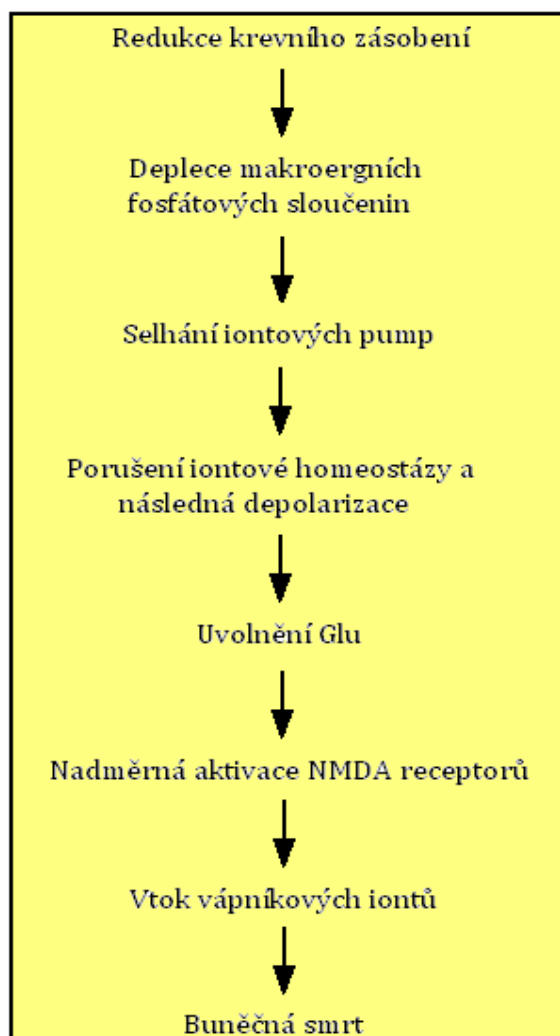 Redukce krevního zásobení
Deplece makroergních
fosfátových sloučenin
Selhání iontových pump
Porušení iontové homeostázy a
následná depolarizace
Uvolnění Glu
Nadměrná aktivace NMDA receptorů
Vtok vápníkových iontů
Buněčná smrt